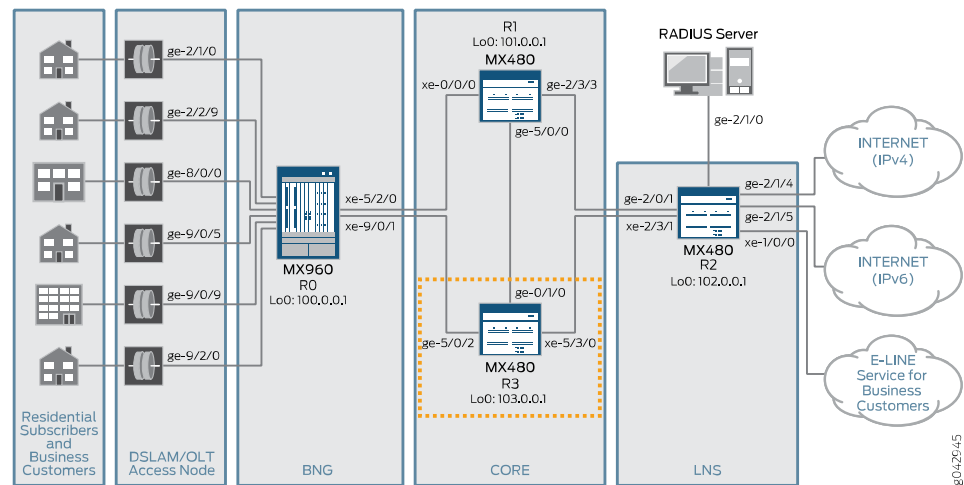 R1
Lo0: 101.0.0.1
MX480
xe-0/0/0
ge-2/3/3
ge-5/0/0
RADIUS Server
ge-2/1/0
ge-2/1/0
ge-2/2/9
ge-8/0/0
ge-9/0/5
ge-9/0/9
ge-9/2/0
xe-5/2/0
xe-9/0/1
MX960
R0
Lo0: 100.0.0.1
ge-0/1/0
ge-5/0/2
xe-5/3/0
MX480
R3
Lo0: 103.0.0.1
ge-2/0/1
xe-2/3/1
ge-2/1/4
ge-2/1/5
xe-1/0/0
MX480
R2
Lo0: 102.0.0.1
INTERNET
(IPv4)
INTERNET
(IPv6)
E-LINE
Service for
Business
Customers
Residential
Subscribers
and
Business
Customers
DSLAM/OLT
Access Node
BNG
CORE
LNS
g042945